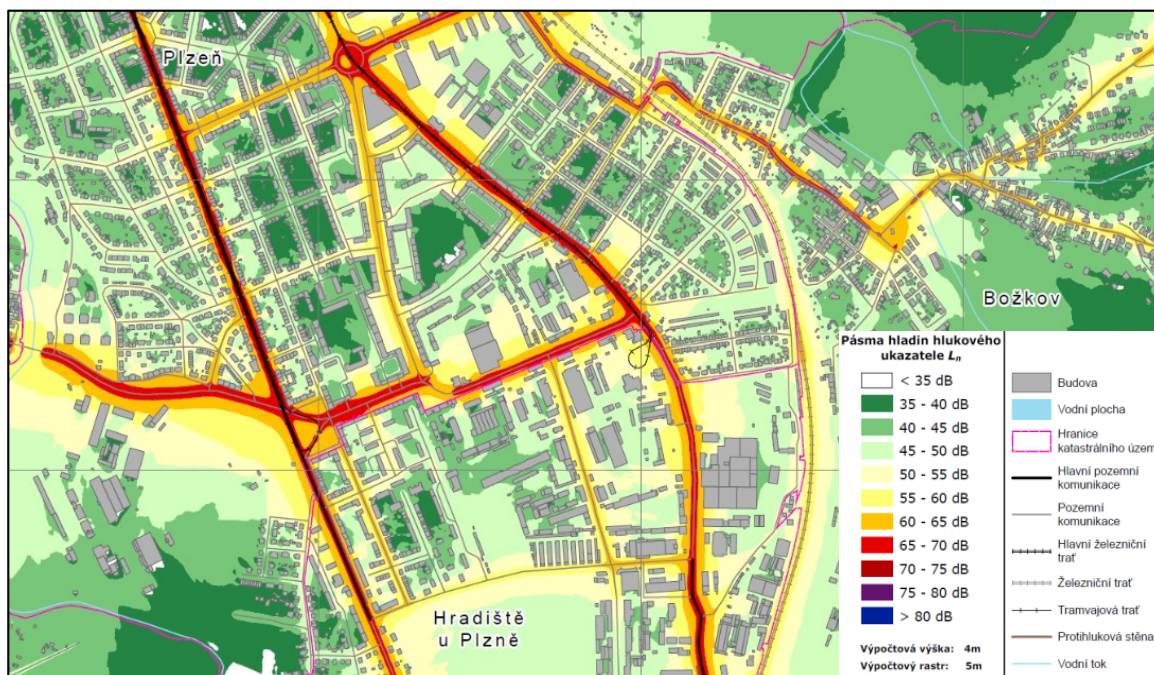 Plzeň
Božkov
Hradiště
u Plzně
Pásma hladin hlukového
ukazatele Ln
< 35 dB
35 - 40 dB
40 - 45 dB
45 - 50 dB
50 - 55 dB
55 - 60 dB
60 - 65 dB
65 - 70 dB
70 - 75 dB
75 - 80 dB
> 80 dB
Výpočtová výška: 4m
Výpočtový rastr: 5m
Budova
Vodní plocha
Hranice
katastrálního území
Hlavní pozemní
komunikace
Pozemní
komunikace
Hlavní železniční
trať
Železniční trať
Tramvajová trať
Protihluková stěna
Vodní tok